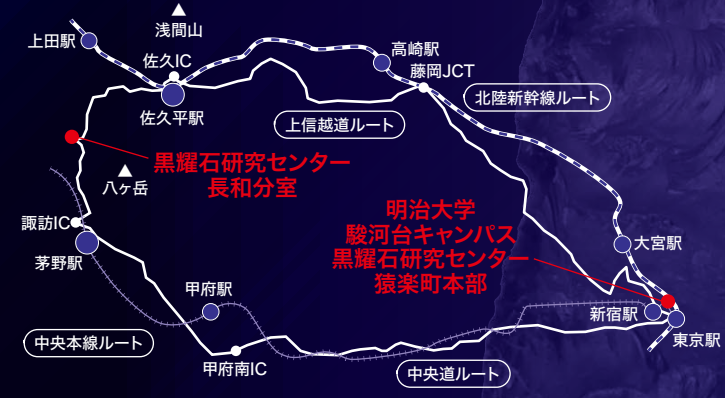 浅間山
上田駅
佐久IC
高崎駅
藤岡JCT
北陸新幹線ルート
佐久平駅
上信越道ルート
黒耀石研究センター
長和分室
八ヶ岳
明治大学
駿河台キャンパス
黒耀石研究センター
猿楽町本部
諏訪IC
大宮駅
茅野駅
甲府駅
新宿駅
東京駅
中央本線ルート
甲府南IC
中央道ルート